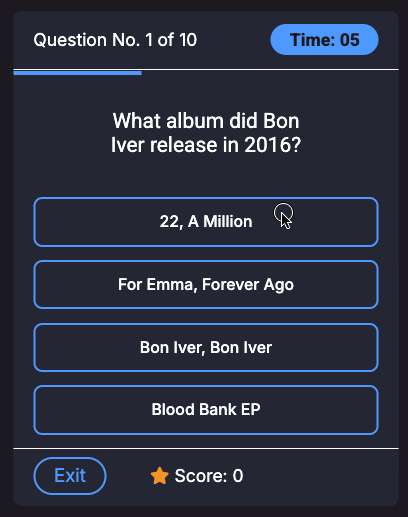 Question No. 1 of 10
Time: 05
What album did Bon
Iver release in 2016?
22, A Million
For Emma, Forever Ago
Bon Iver, Bon Iver
Blood Bank EP
Exit
Score: 0